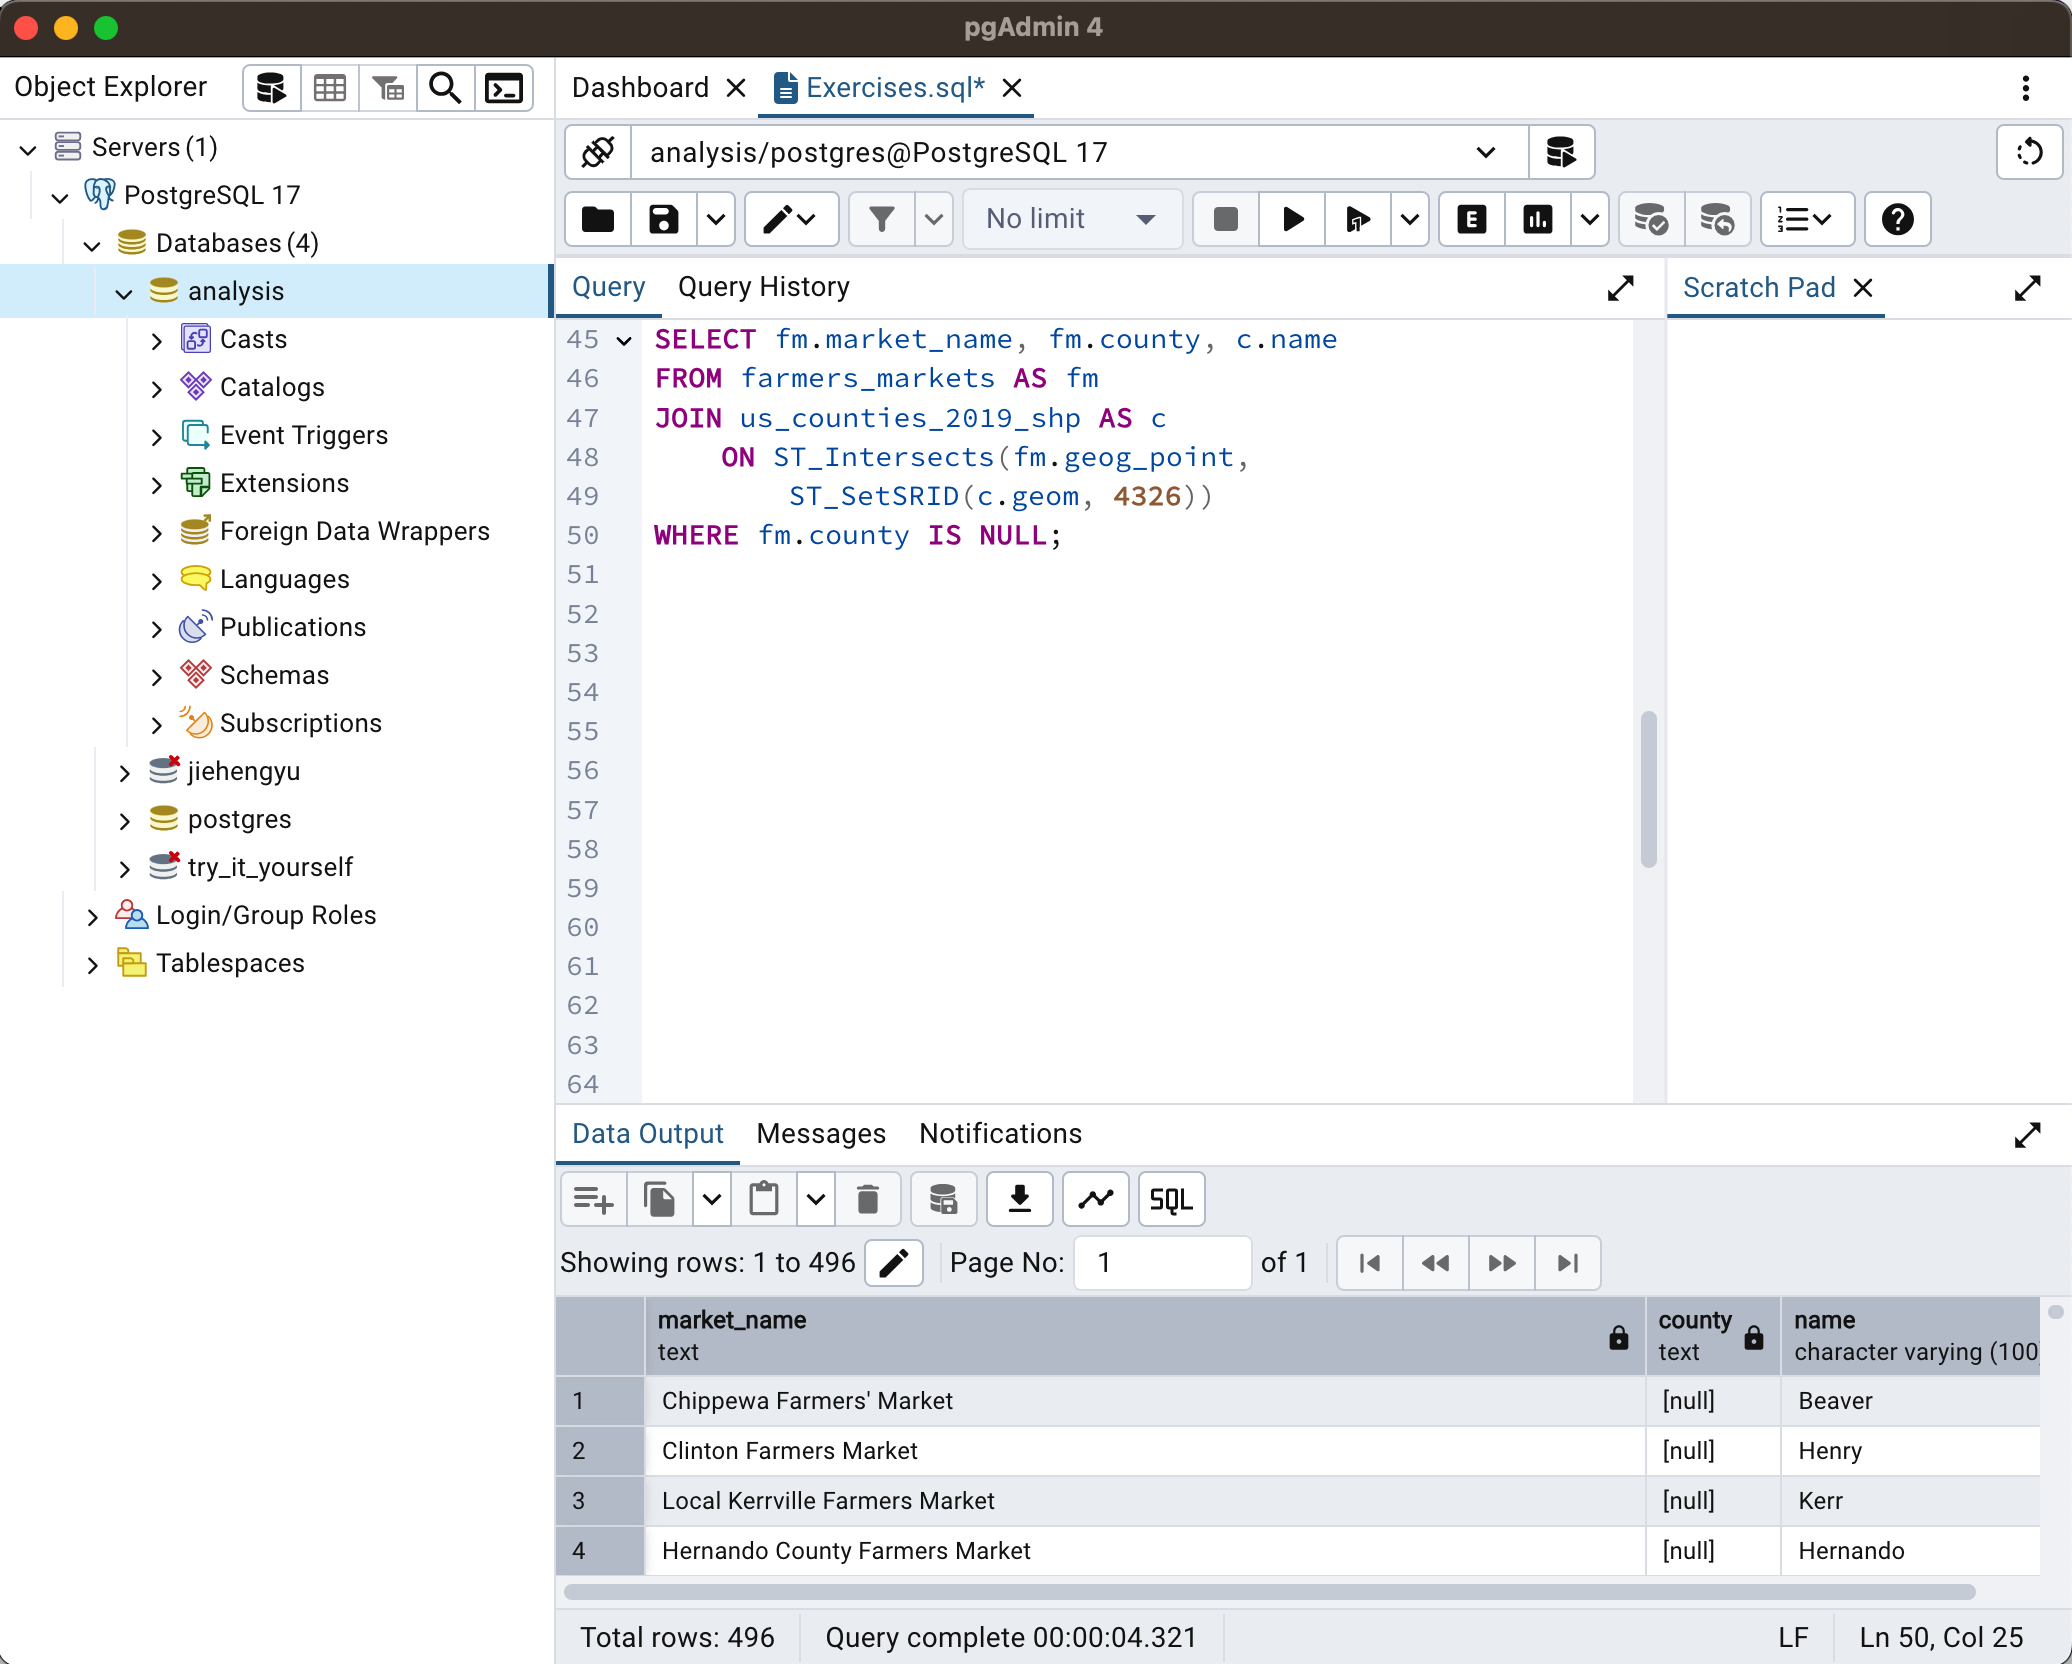 pgAdmin 4
Object Explorer
Servers (1)
PostgreSQL 17
Databases (4)
analysis
Casts
Catalogs
Event Triggers
Extensions
Foreign Data Wrappers
Languages
Publications
Schemas
Subscriptions
jiehengyu
postgres
try_it_yourself
Login/Group Roles
Tablespaces
Dashboard
Exercises.sql*
analysis/postgres@PostgreSQL 17
No limit
E
Query Query History
Scratch Pad
45 SELECT fm.market_name, fm.county, c.name
46 FROM farmers_markets AS fm
47 JOIN us_counties_2019_shp AS c
48 ON ST_Intersects(fm.geog_point,
49 ST_SetSRID(c.geom, 4326))
50 WHERE fm.county IS NULL;
51
52
53
54
55
56
57
58
59
60
61
62
63
64
Data Output Messages Notifications
SQL
Showing rows: 1 to 496 Page No: 1 of 1
market_name county name
text text character varying (100)
1 Chippewa Farmers' Market [null] Beaver
2 Clinton Farmers Market [null] Henry
3 Local Kerrville Farmers Market [null] Kerr
4 Hernando County Farmers Market [null] Hernando
Total rows: 496 Query complete 00:00:04.321 LF Ln 50, Col 25